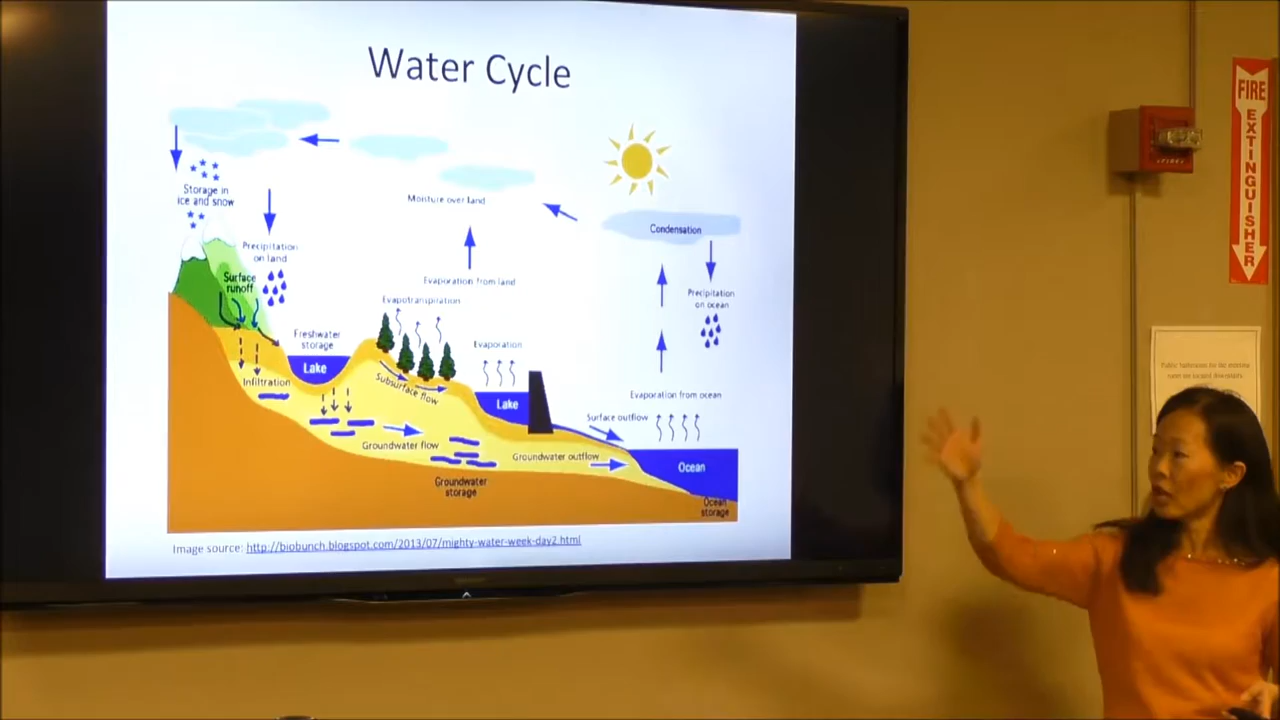 Water Cycle
Storage in
ice and snow
Moisture over land
Condensation
Precipitation
on land
Surface
runoff
Evaporation from land
Evapotranspiration
Precipitation
on ocean
Freshwater
storage
Lake
Evaporation
Infiltration
Subsurface flow
Lake
Evaporation from ocean
Surface outflow
Groundwater flow
Groundwater outflow
Ocean
Groundwater
storage
Ocean
storage
Image source: http://biobunch.blogspot.com/2013/07/mighty-water-week-day2.html
FIRE
EXTINGUISHER
FIRE